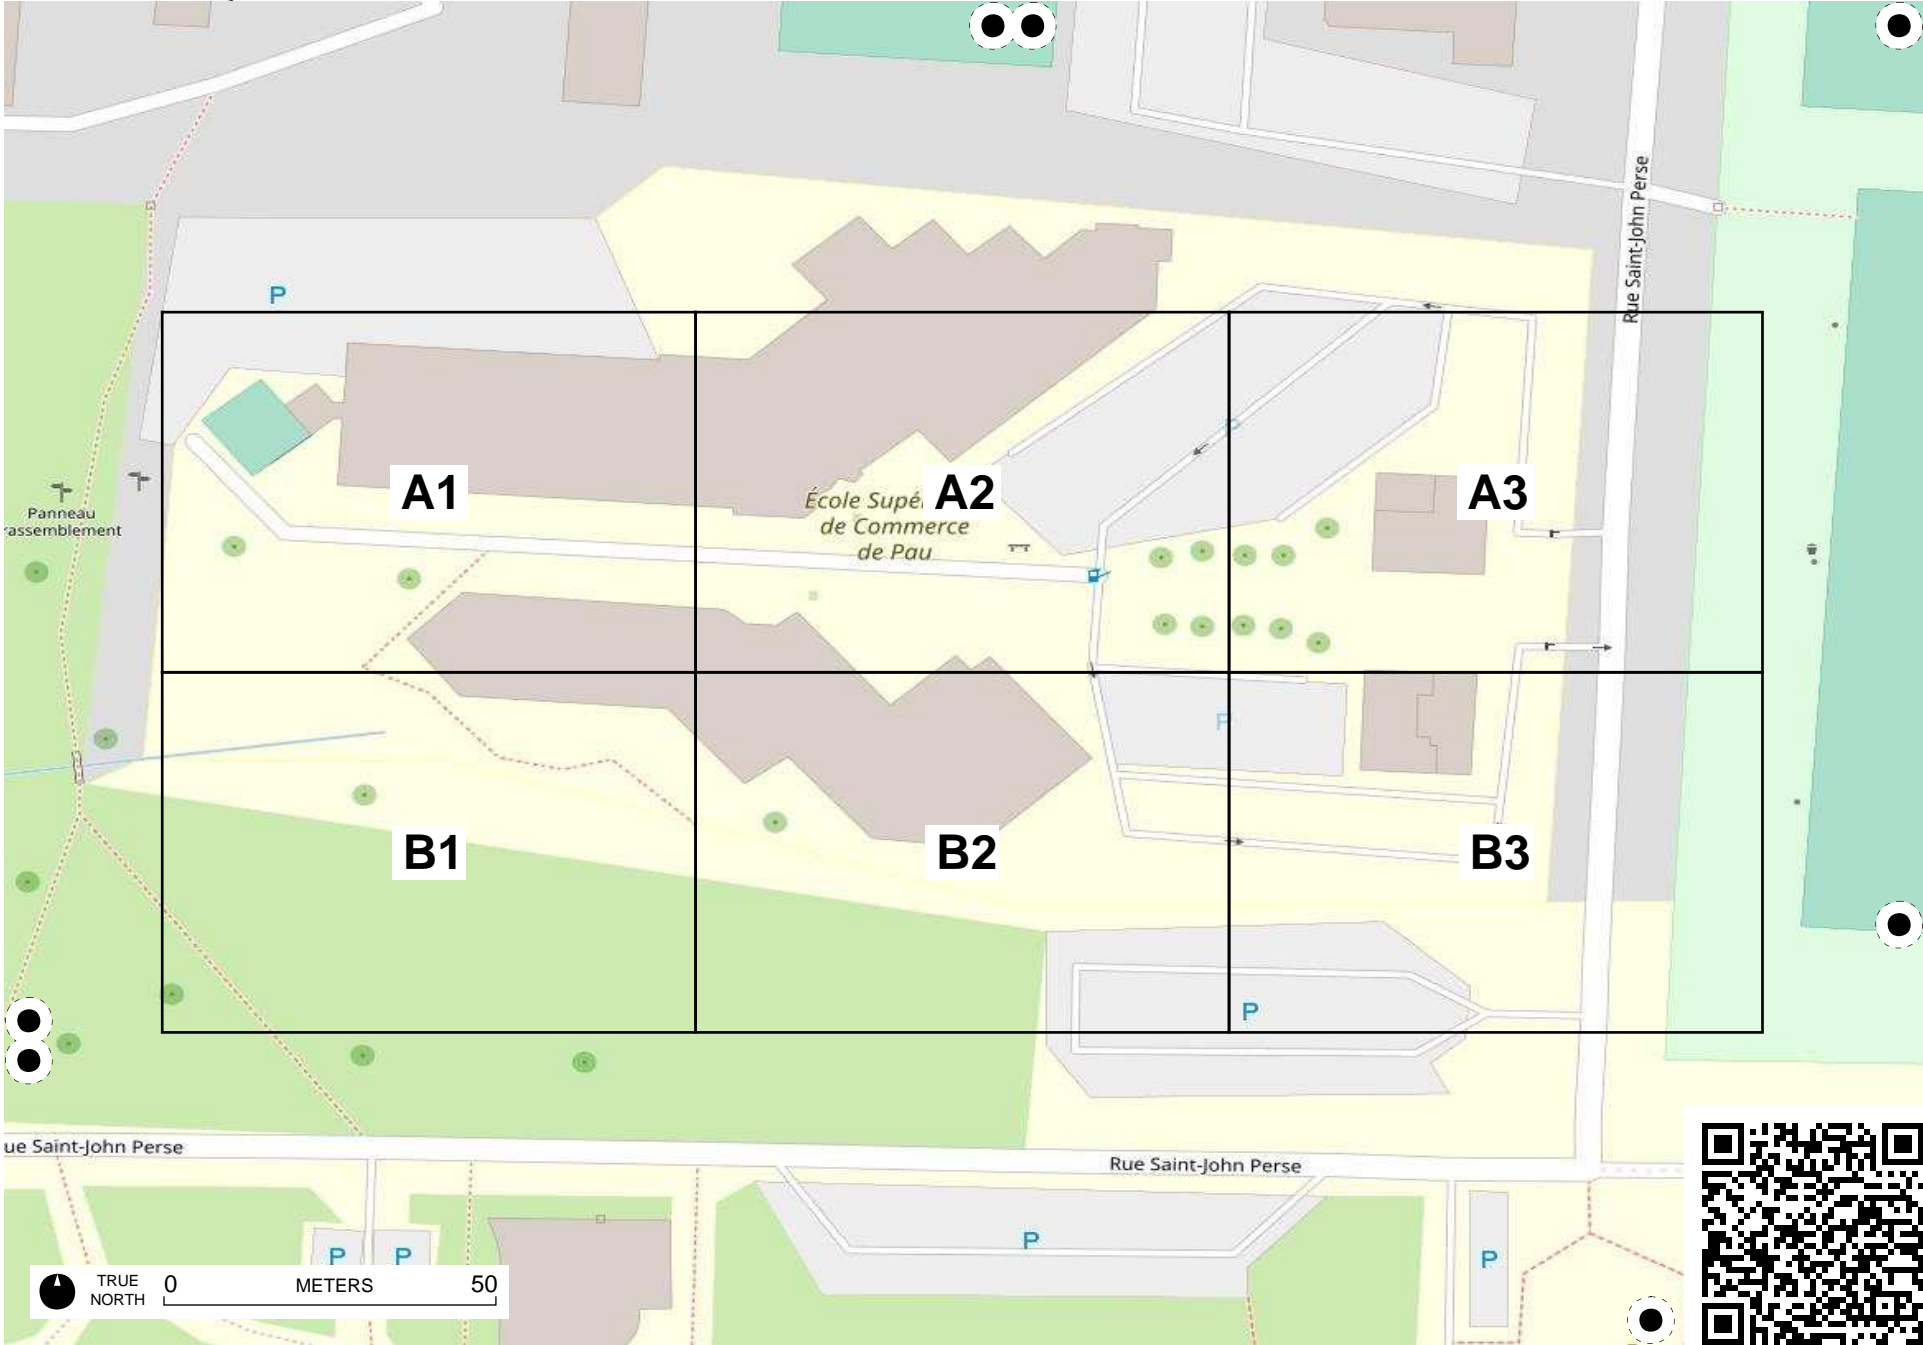 P
Rue Saint-John Perse
P
A1
A2
A3
École Supé
de Commerce
de Pau
Panneau
rassemblement
P
B1
B2
B3
P
ue Saint-John Perse
Rue Saint-John Perse
P
P
P
P
TRUE
NORTH
0 METERS 50